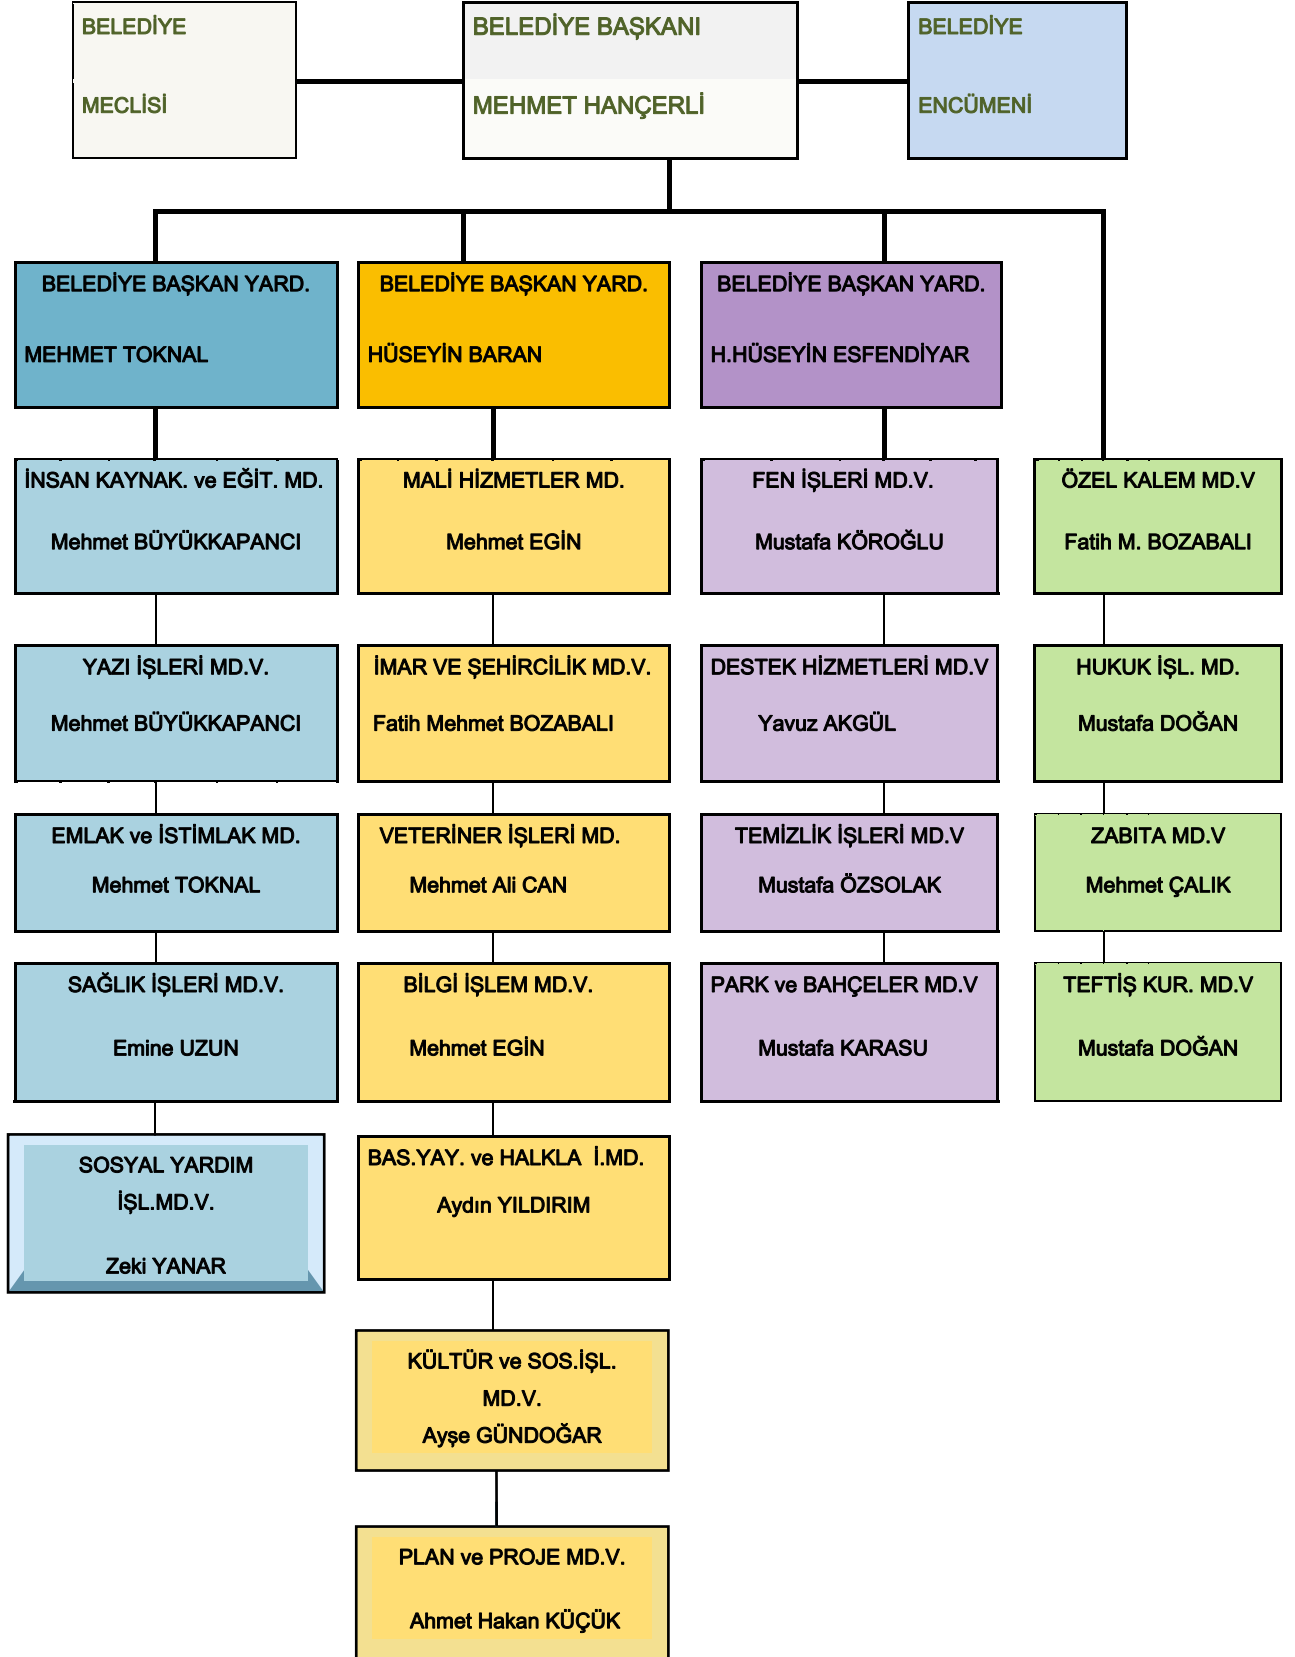 BELEDİYE
MECLİSİ
BELEDİYE BAŞKANI
MEHMET HANÇERLİ
BELEDİYE
ENCÜMENİ
BELEDİYE BAŞKAN YARD.
MEHMET TOKNAL
BELEDİYE BAŞKAN YARD.
HÜSEYİN BARAN
BELEDİYE BAŞKAN YARD.
H.HÜSEYİN ESFENDİYAR
İNSAN KAYNAK. ve EĞİT. MD.
Mehmet BÜYÜKKAPANCI
MALİ HİZMETLER MD.
Mehmet EGİN
FEN İŞLERİ MD.V.
Mustafa KÖROĞLU
ÖZEL KALEM MD.V
Fatih M. BOZABALI
YAZI İŞLERİ MD.V.
Mehmet BÜYÜKKAPANCI
İMAR VE ŞEHİRCİLİK MD.V.
Fatih Mehmet BOZABALI
DESTEK HİZMETLERİ MD.V
Yavuz AKGÜL
HUKUK İŞL. MD.
Mustafa DOĞAN
EMLAK ve İSTİMLAK MD.
Mehmet TOKNAL
VETERİNER İŞLERİ MD.
Mehmet Ali CAN
TEMİZLİK İŞLERİ MD.V
Mustafa ÖZSOLAK
ZABITA MD.V
Mehmet ÇALIK
SAĞLIK İŞLERİ MD.V.
Emine UZUN
BİLGİ İŞLEM MD.V.
Mehmet EGİN
PARK ve BAHÇELER MD.V
Mustafa KARASU
TEFTİŞ KUR. MD.V
Mustafa DOĞAN
SOSYAL YARDIM
İŞL.MD.V.
Zeki YANAR
BAS.YAY. ve HALKLA İ.MD.
Aydın YILDIRIM
KÜLTÜR ve SOS.İŞL.
MD.V.
Ayşe GÜNDOĞAR
PLAN ve PROJE MD.V.
Ahmet Hakan KÜÇÜK